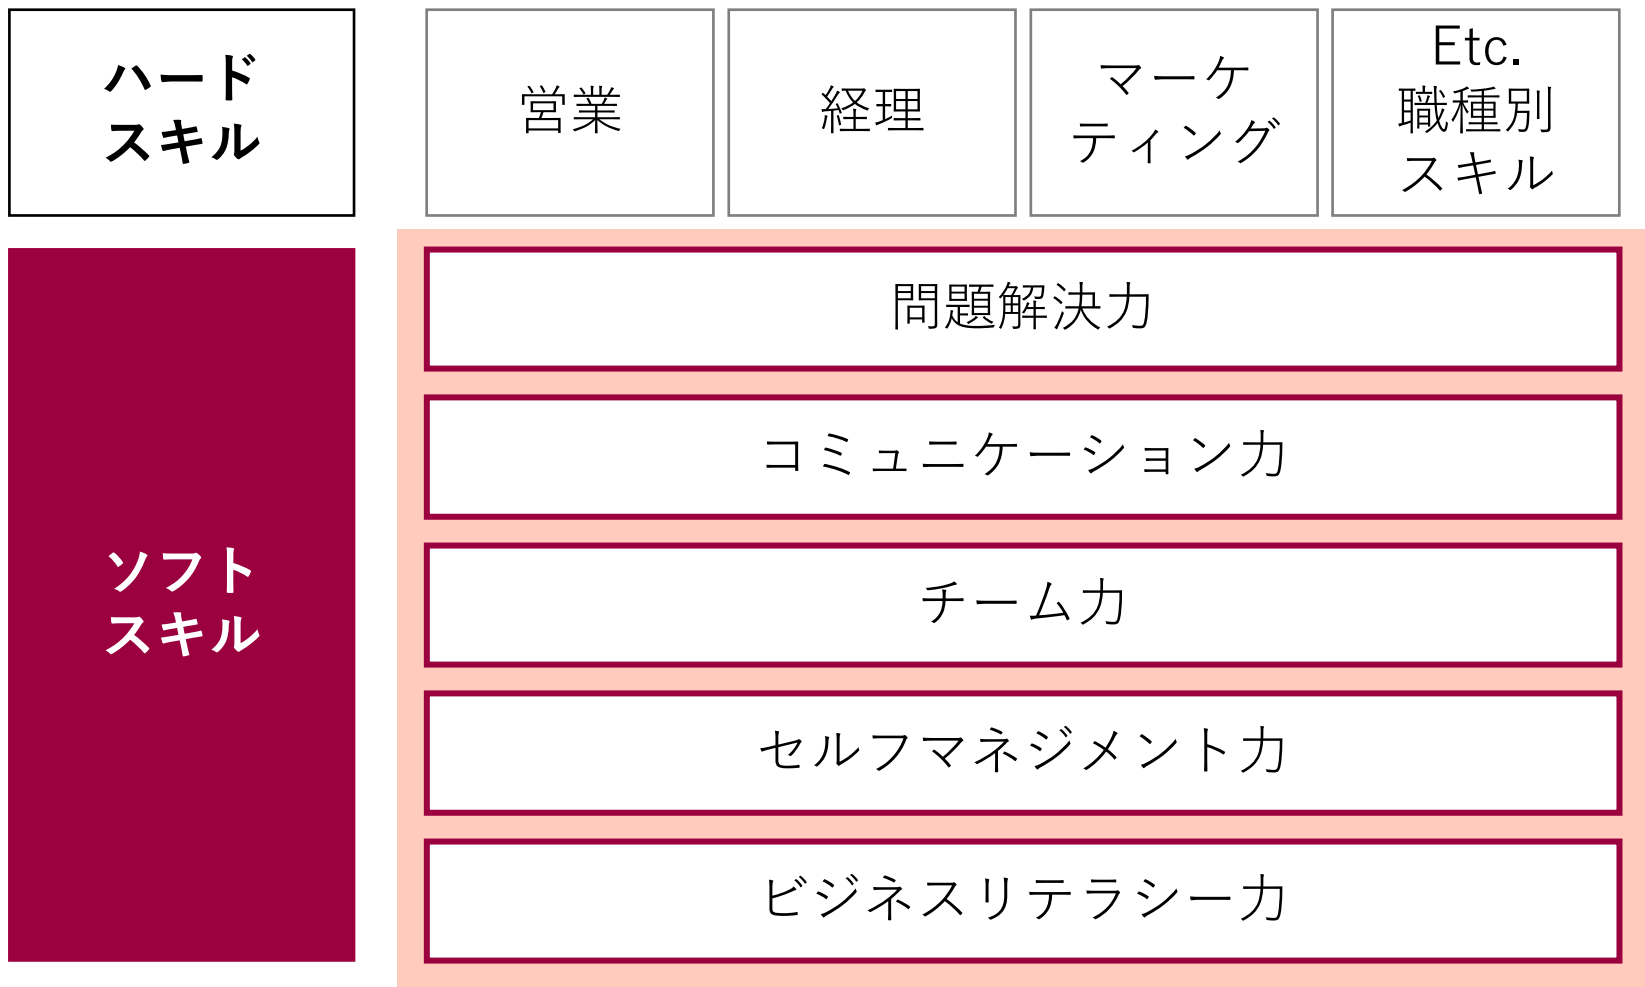 ハード
スキル
営業
経理
マーケ
ティング
Etc.
職種別
スキル
ソフト
スキル
問題解決力
コミュニケーション力
チーム力
セルフマネジメント力
ビジネスリテラシー力